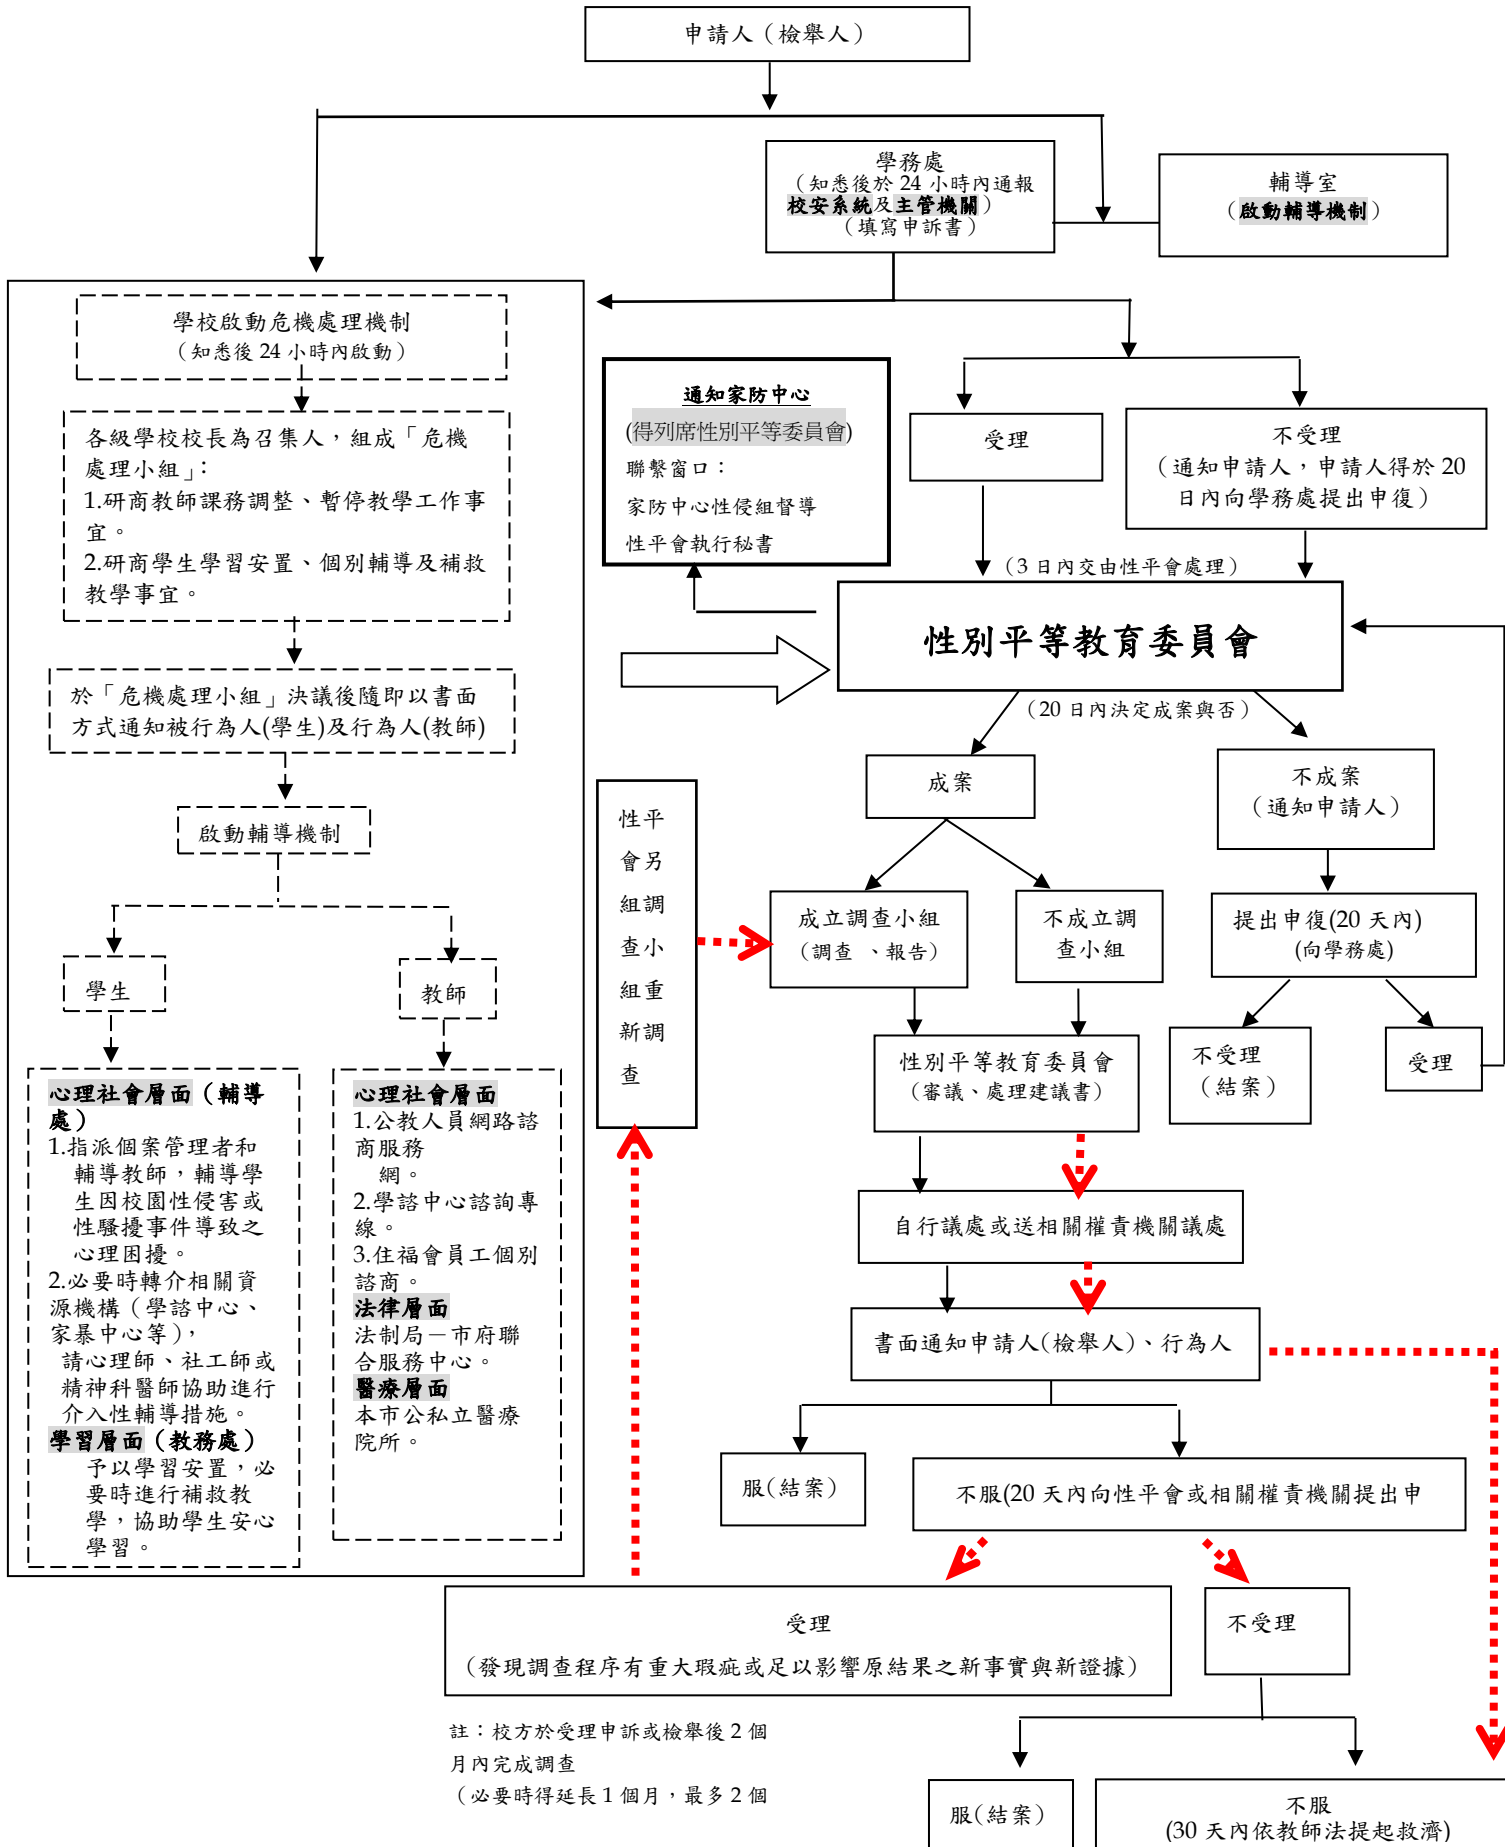 申請人（檢舉人）
學務處
（知悉後於 24 小時內通報
校安系統及主管機關）
（填寫申訴書）
輔導室
（啟動輔導機制）
學校啟動危機處理機制
（知悉後 24 小時內啟動）
各級學校校長為召集人，組成「危機
處理小組」：
1.研商教師課務調整、暫停教學工作事
宜。
2.研商學生學習安置、個別輔導及補救
教學事宜。
於「危機處理小組」決議後隨即以書面
方式通知被行為人(學生)及行為人(教師)
啟動輔導機制
學生
教師
心理社會層面（輔導
處）
1.指派個案管理者和
輔導教師，輔導學
生因校園性侵害或
性騷擾事件導致之
心理困擾。
2.必要時轉介相關資
源機構（學諮中心、
家暴中心等），
請心理師、社工師或
精神科醫師協助進行
介入性輔導措施。
學習層面（教務處）
予以學習安置，必
要時進行補救教
學，協助學生安心
學習。
心理社會層面
1.公教人員網路諮
商服務
網。
2.學諮中心諮詢專
線。
3.住福會員工個別
諮商。
法律層面
法制局－市府聯
合服務中心。
醫療層面
本市公私立醫療
院所。
通知家防中心
(得列席性別平等委員會)
聯繫窗口：
家防中心性侵組督導
性平會執行秘書
受理
不受理
（通知申請人，申請人得於 20
日內向學務處提出申復）
（3 日內交由性平會處理）
性別平等教育委員會
（20 日內決定成案與否）
成案
不成案
（通知申請人）
性平
會另
組調
查小
組重
新調
查
成立調查小組
（調查 、報告）
不成立調
查小組
提出申復(20 天內)
(向學務處)
性別平等教育委員會
（審議、處理建議書）
不受理
（結案）
受理
自行議處或送相關權責機關議處
書面通知申請人(檢舉人)、行為人
服(結案）
不服(20 天內向性平會或相關權責機關提出申
受理
（發現調查程序有重大瑕疵或足以影響原結果之新事實與新證據）
不受理
註：校方於受理申訴或檢舉後 2 個
月內完成調查
（必要時得延長 1 個月，最多 2 個
服(結案）
不服
(30 天內依教師法提起救濟)